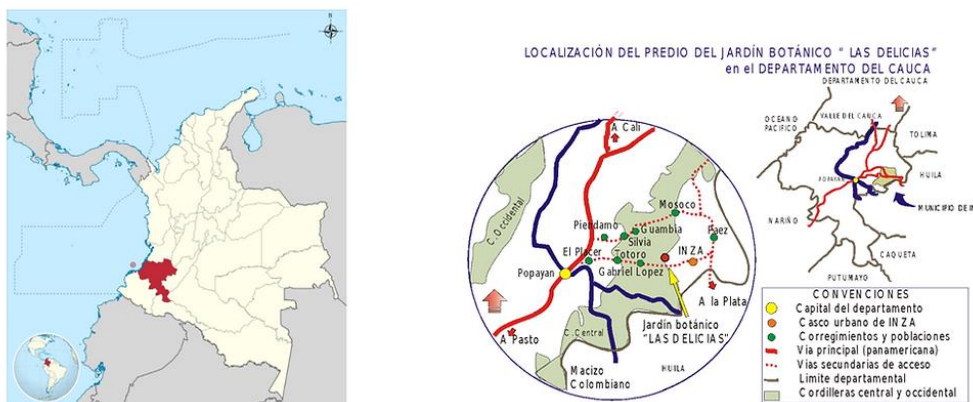 N
LOCALIZACIÓN DEL PREDIO DEL JARDÍN BOTÁNICO " LAS DELICIAS"
en el DEPARTAMENTO DEL CAUCA
DEPARTAMENTO DEL CAUCA
VALLE DEL CAUCA
OCEANO
PACIFICO
TOLIMA
POPAYAN
HUILA
MUNICIPIO DE I
NARIÑO
CAQUETA
PUTUMAYO
A Cali
C. Occidental
Mosoco
Piendamo
Guambia
Silvia
Paez
El Placer
Totoro
INZA
Popayan
Gabriel Lopez
A la Plata
C. Central
A Pasto
Jardín botánico
"LAS DELICIAS"
Macizo
Colombiano
HUILA
CONVENCIONES
Capital del departamento
Casco urbano de INZA
Corregimientos y poblaciones
Via principal (panamericana)
Vias secundarias de acceso
Limite departamental
Cordilleras central y occidental